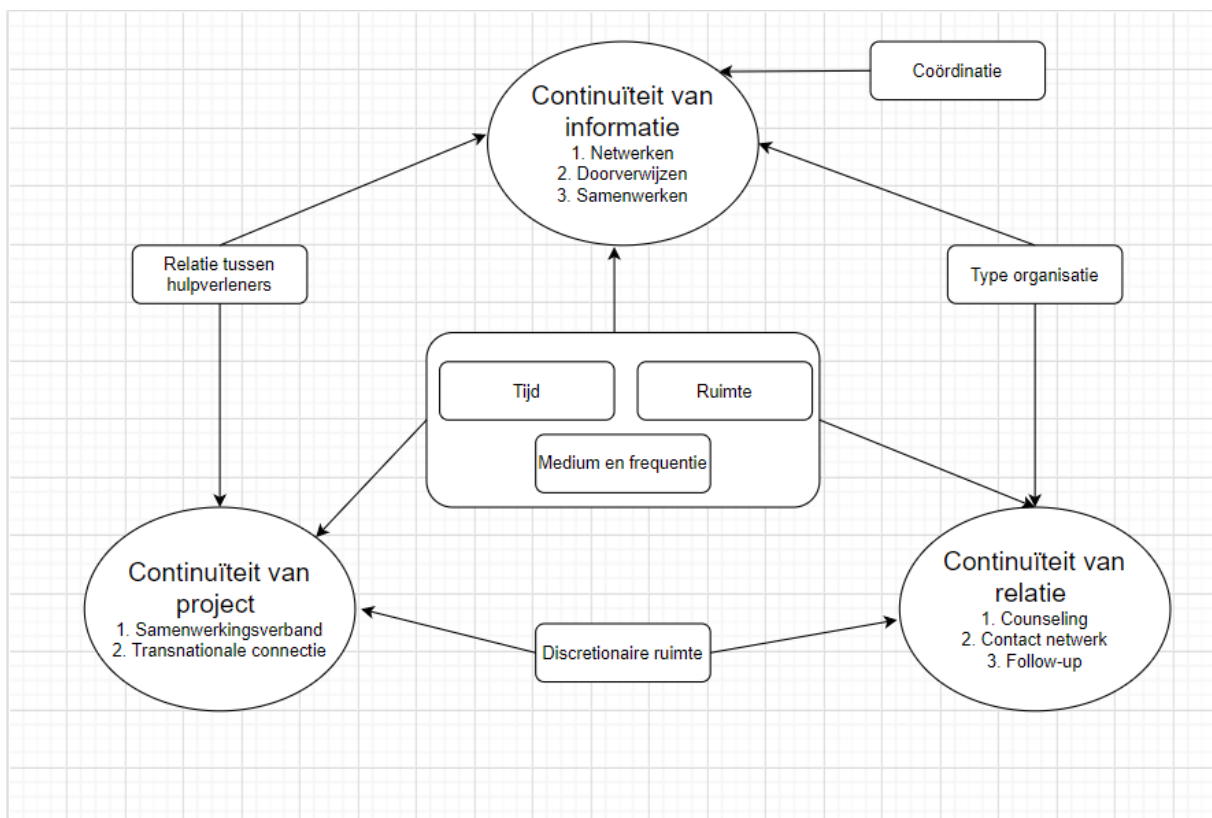 Coördinatie
Continuïteit van
informatie
1. Netwerken
2. Doorverwijzen
3. Samenwerken
Relatie tussen
hulpverleners
Type organisatie
Tijd
Ruimte
Medium en frequentie
Continuïteit van
project
1. Samenwerkingsverband
2. Transnationale connectie
Discretionaire ruimte
Continuïteit van
relatie
1. Counseling
2. Contact netwerk
3. Follow-up